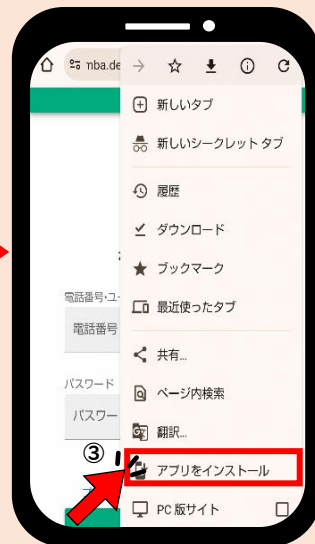 nba.de
新しいタブ
新しいシークレット タブ
履歴
ダウンロード
ブックマーク
最近使ったタブ
電話番号・ユー
電話番号
共有...
パスワード
ページ内検索
パスワー
翻訳...
③
アプリをインストール
PC 版サイト